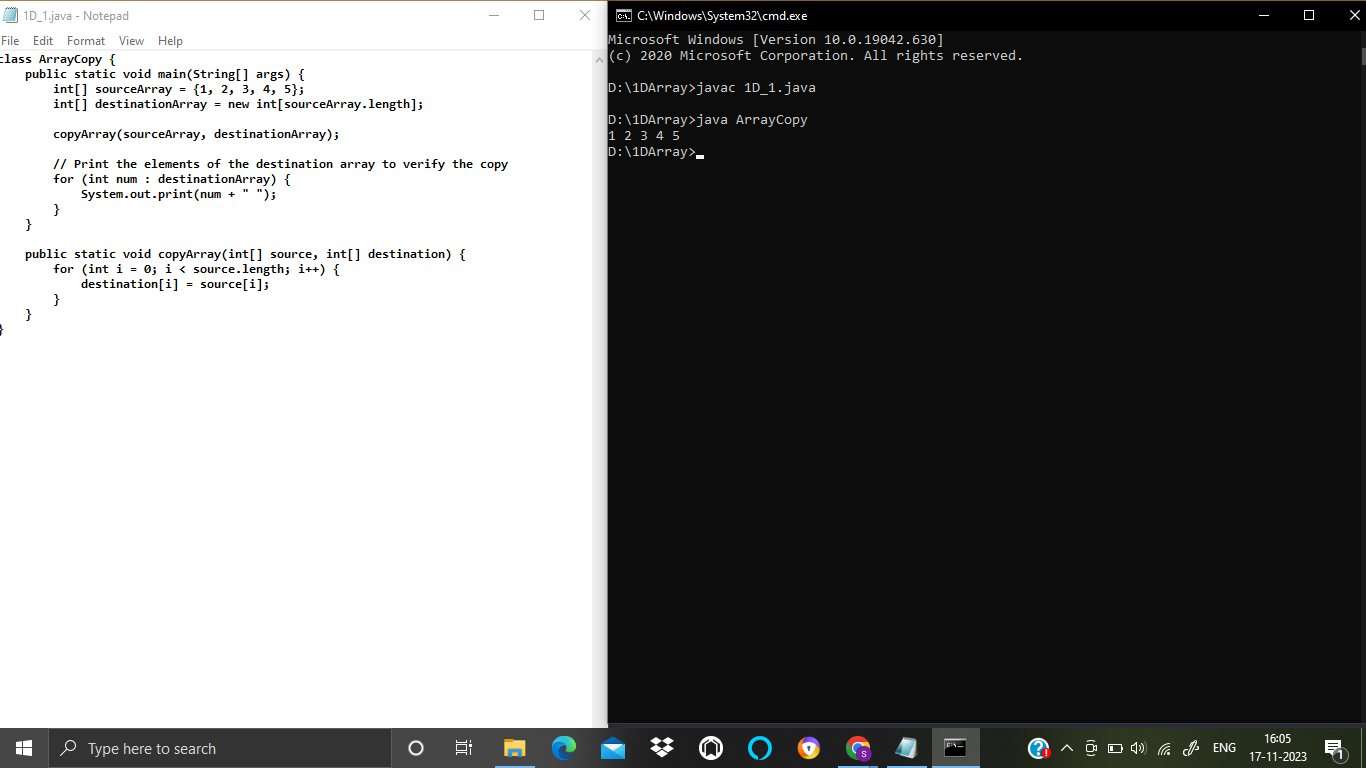 1D_1.java - Notepad
File Edit Format View Help
class ArrayCopy {
    public static void main(String[] args) {
        int[] sourceArray = {1, 2, 3, 4, 5};
        int[] destinationArray = new int[sourceArray.length];
        copyArray(sourceArray, destinationArray);
        // Print the elements of the destination array to verify the copy
        for (int num : destinationArray) {
            System.out.print(num + " ");
        }
    }
    public static void copyArray(int[] source, int[] destination) {
        for (int i = 0; i < source.length; i++) {
            destination[i] = source[i];
        }
    }
}
C:\Windows\System32\cmd.exe
Microsoft Windows [Version 10.0.19042.630]
(c) 2020 Microsoft Corporation. All rights reserved.
D:\1DArray>javac 1D_1.java
D:\1DArray>java ArrayCopy
1 2 3 4 5
D:\1DArray>
Type here to search
S
ENG
16:05
17-11-2023
1